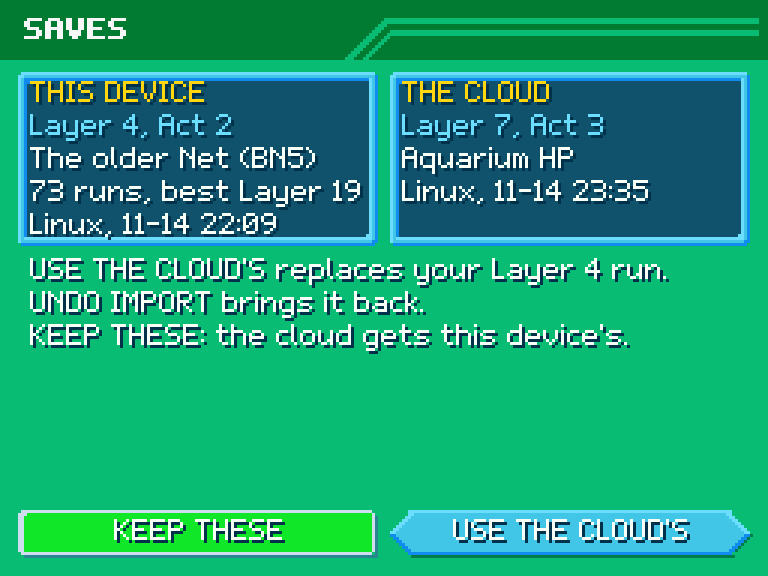 SAVES
THIS DEVICE
Layer 4, Act 2
The older Net (BN5)
73 runs, best Layer 19
Linux, 11-14 22:09
THE CLOUD
Layer 7, Act 3
Aquarium HP
Linux, 11-14 23:35
USE THE CLOUD'S replaces your Layer 4 run.
UNDO IMPORT brings it back.
KEEP THESE: the cloud gets this device's.
KEEP THESE
USE THE CLOUD'S